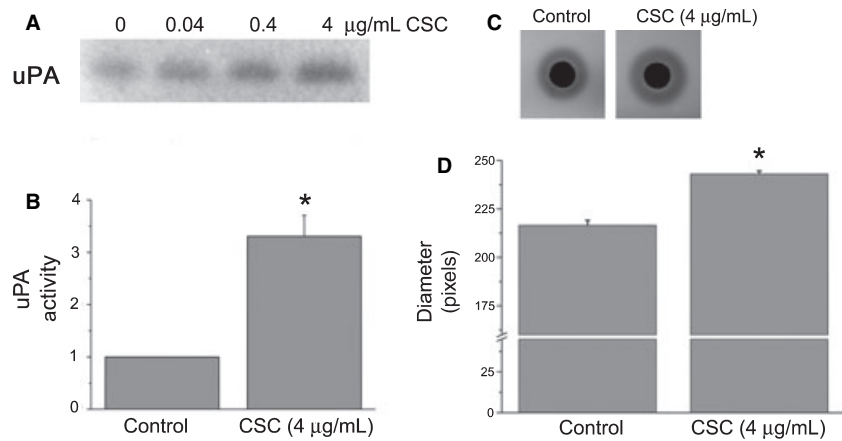 A
0 0.04 0.4 4 μg/mL CSC
uPA
B
4
3
2
1
0
uPA
activity
*
Control CSC (4 μg/mL)
C
Control CSC (4 μg/mL)
D
250
225
200
175
25
0
Diameter
(pixels)
*
Control CSC (4 μg/mL)